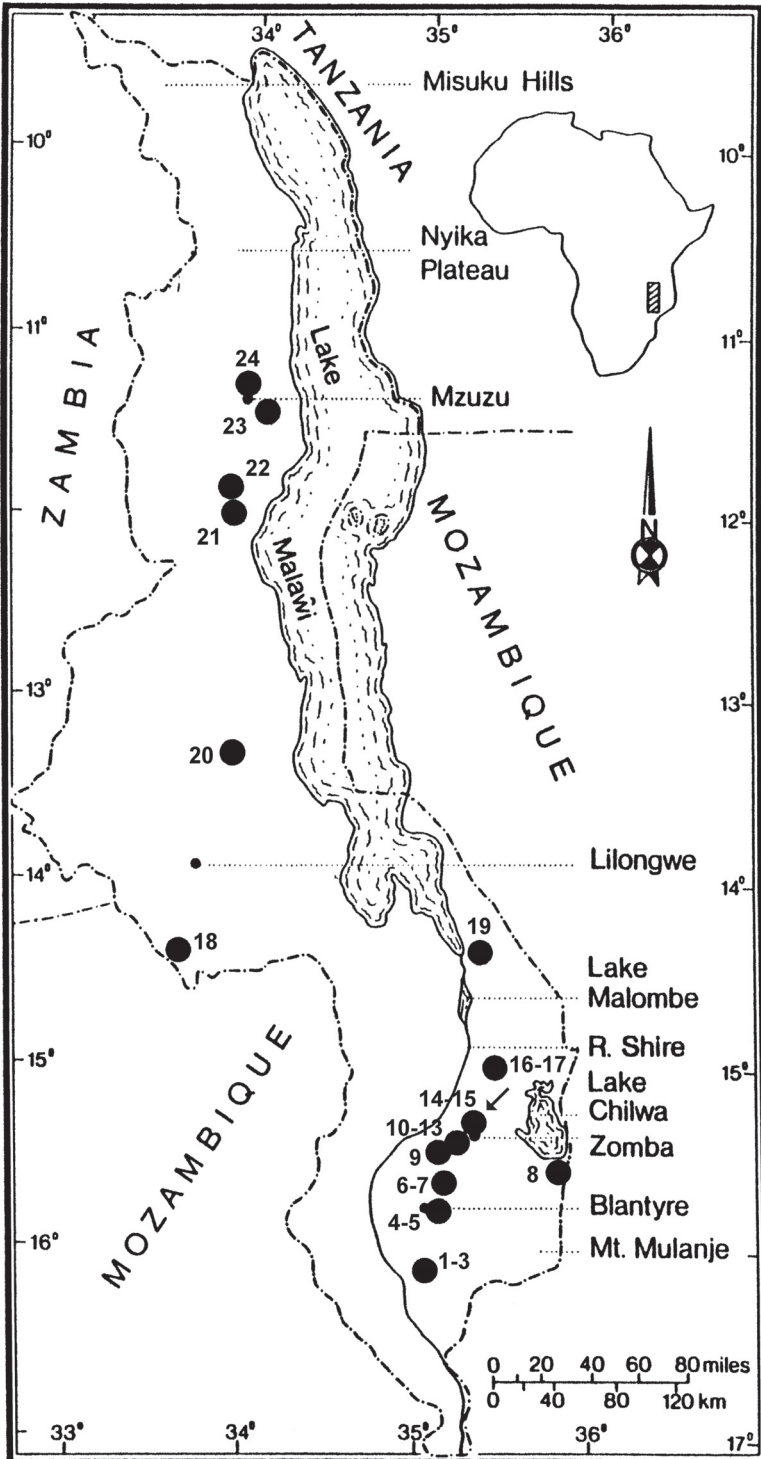 34° 35° 36°
TANZANIA
Misuku Hills
10° 10°
Nyika
Plateau
11° 11°
ZAMBIA
Lake
24
Mzuzu
23
22
21
12°
N
MOZAMBIQUE
Malawi
13° 13°
20
14° 14°
Lilongwe
18
19
Lake
Malombe
15° 15°
R. Shire
16-17
14-15
Lake
Chilwa
10-13
Zomba
9
8
6-7
4-5
Blantyre
MOZAMBIQUE
16°
Mt. Mulanje
1-3
0 20 40 60 80 miles
0 40 80 120 km
33° 34° 35° 36° 17°